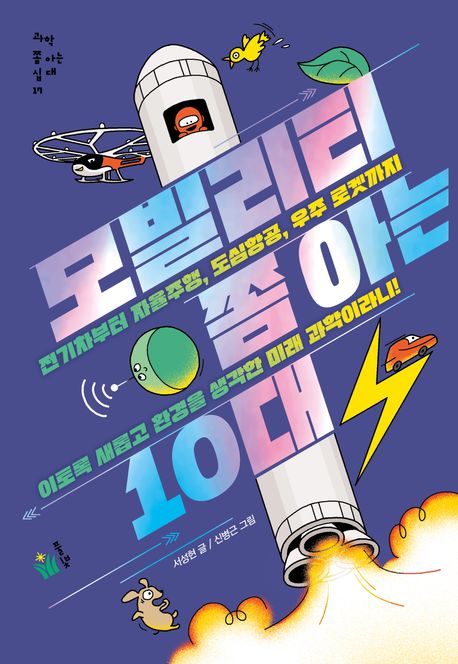 과학
쫌 아는
십 대
17
모빌리티
전기차부터 자율주행, 도심항공, 우주 로켓까지
쫌 아는
이토록 새롭고 환경을 생각한 미래 과학이라니!
10대
서성현 글 / 신병근 그림
풀빛